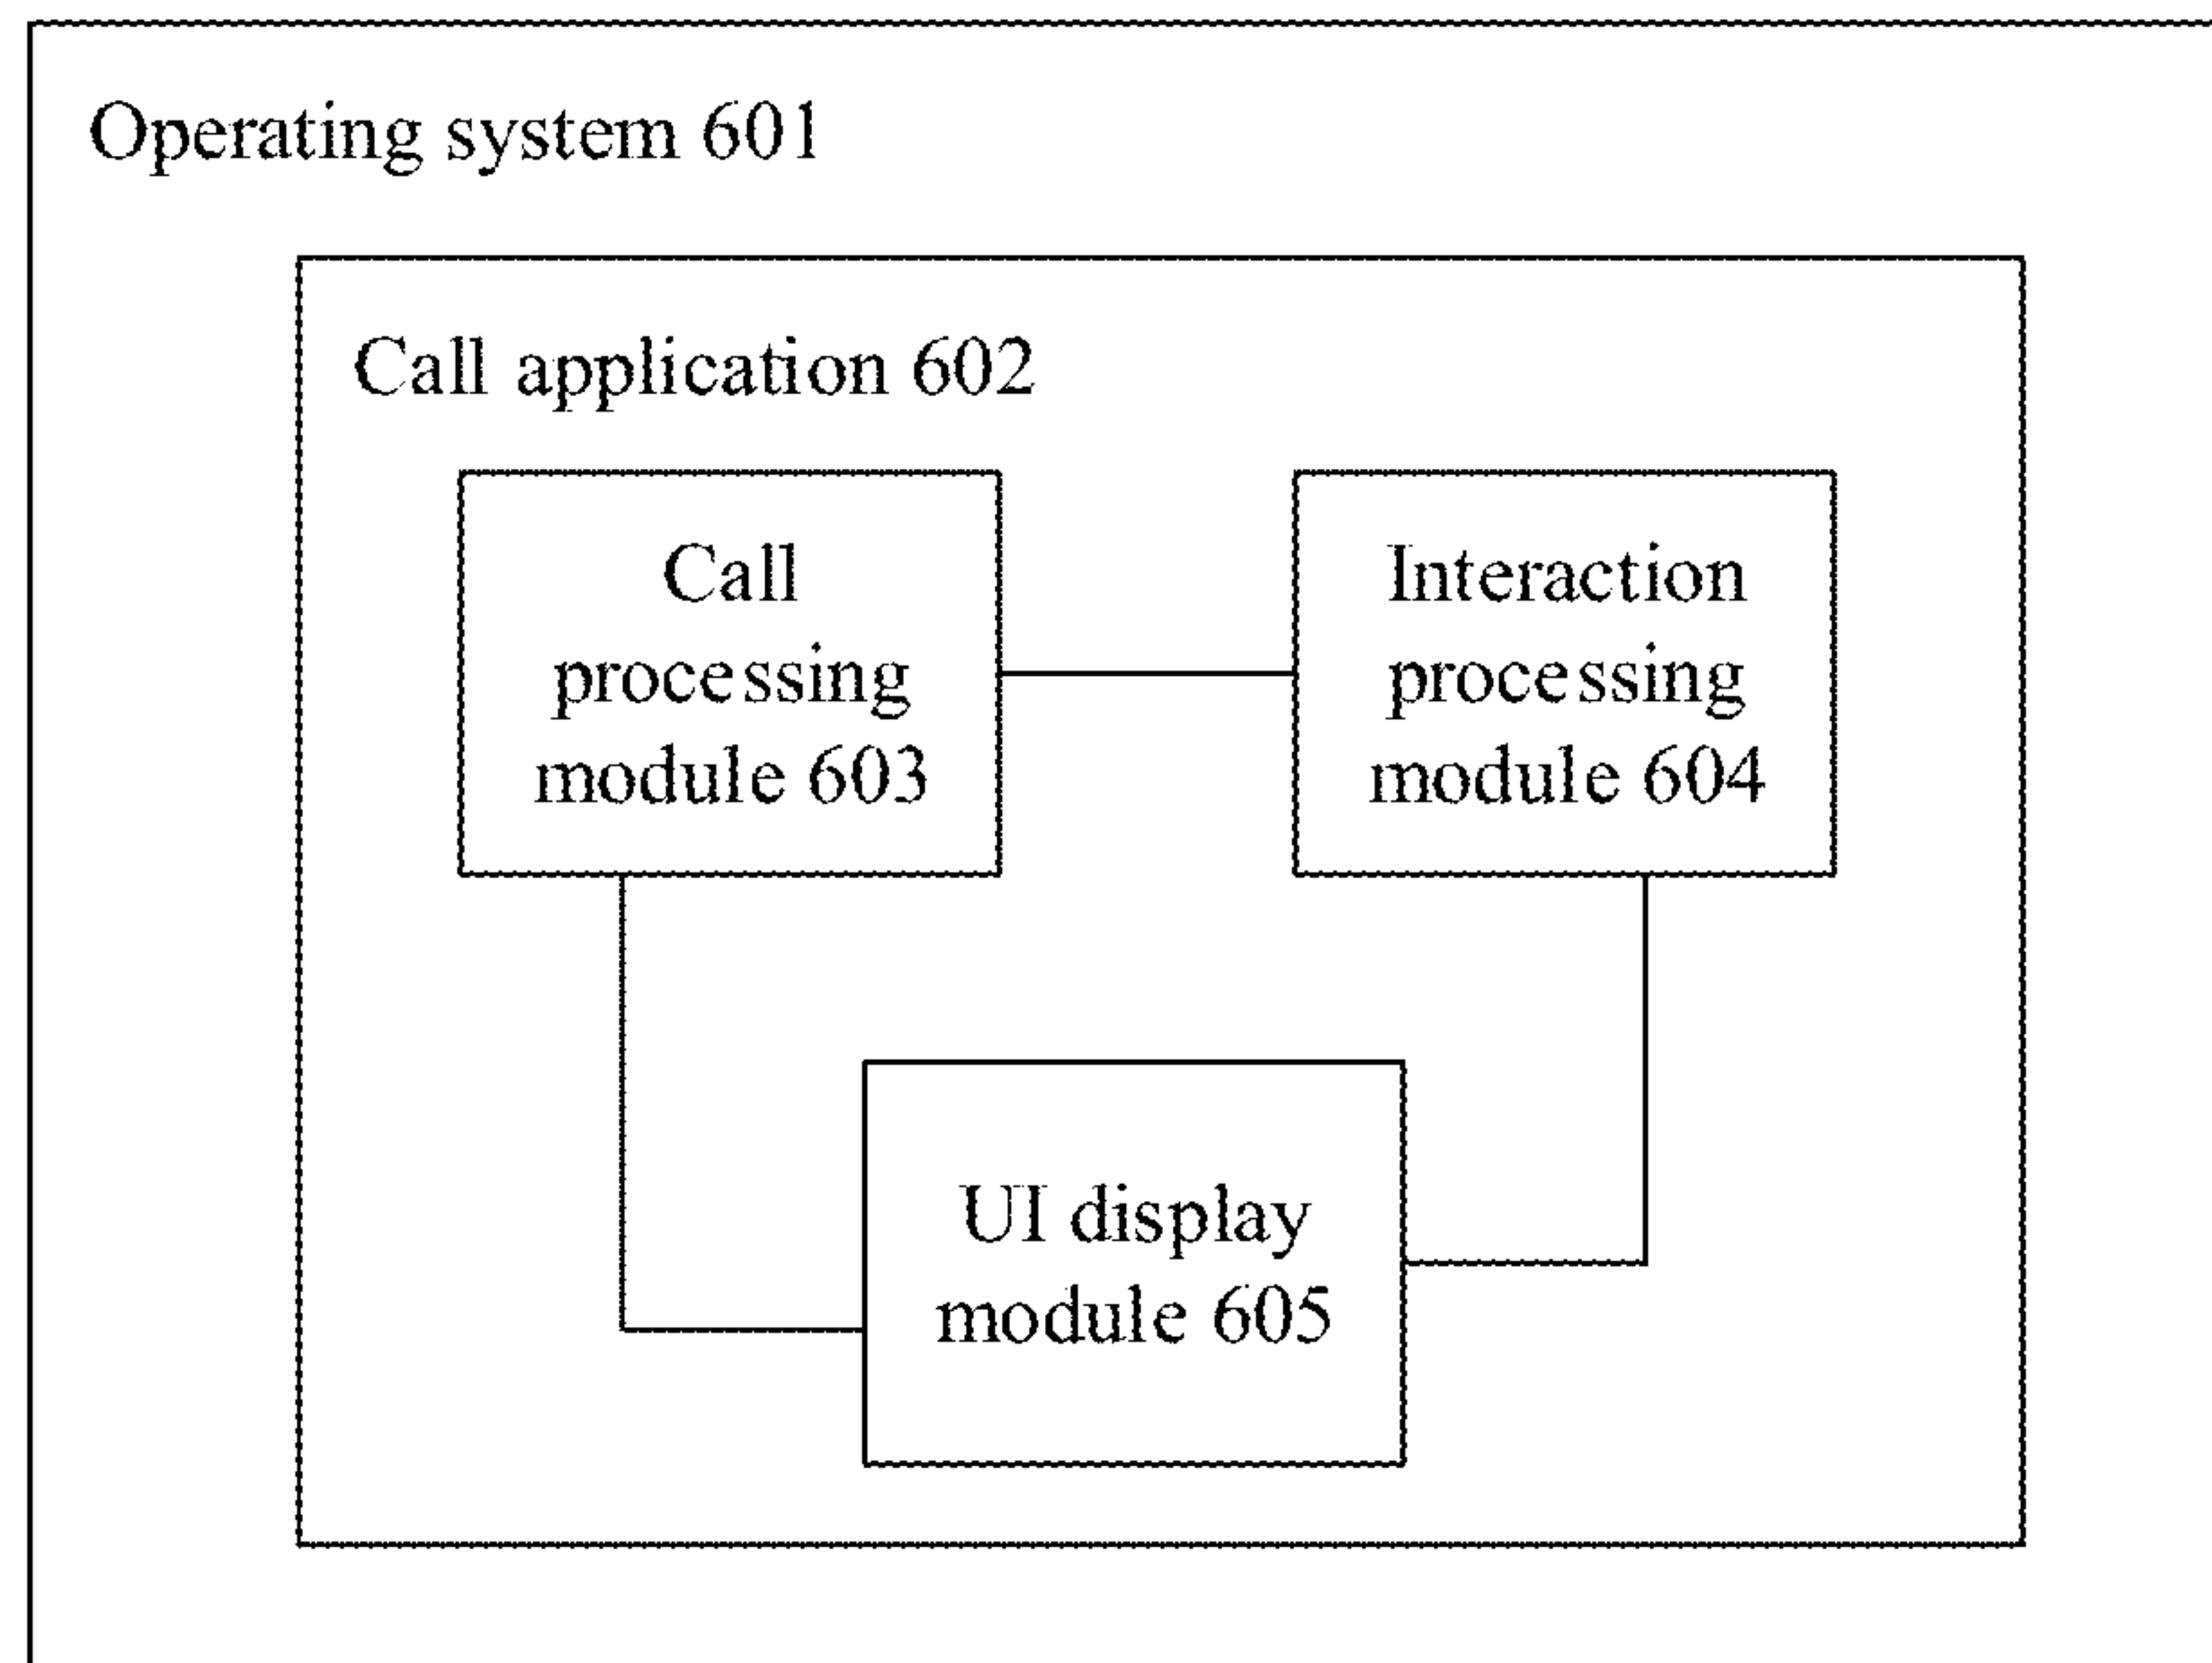 Operating system 601
Call application 602
Call
processing
module 603
Interaction
processing
module 604
UI display
module 605